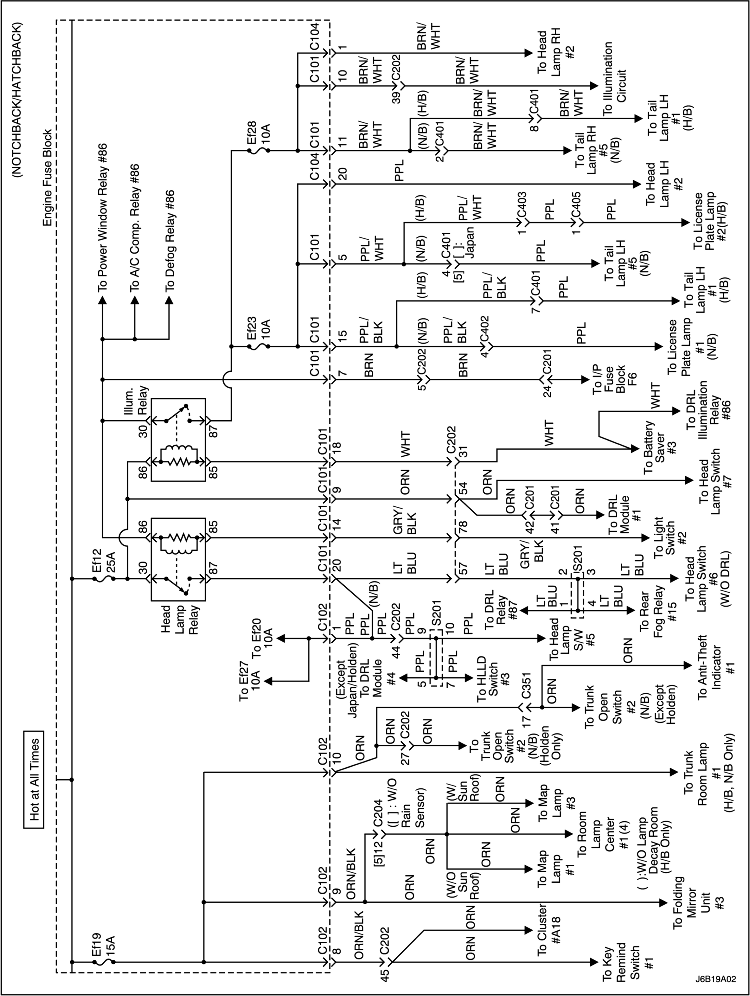 (NOTCHBACK/HATCHBACK)
Engine Fuse Block
Hot at All Times
Ef19
15A
Ef12
25A
Ef23
10A
Ef28
10A
To Power Window Relay #86
To A/C Comp. Relay #86
To Defog Relay #86
Illum.
Relay
30
87
86
85
Head
Lamp
Relay
30
87
86
85
To Ef20
10A
To Ef27
10A
C104
1
BRN/
WHT
To Head
Lamp RH
#2
C101
10
BRN/
WHT
39
C202
BRN/
WHT
To Illumination
Circuit
C101
11
BRN/
WHT
(H/B)
BRN/
WHT
8
C401
BRN/
WHT
To Tail
Lamp LH
#1
(H/B)
(N/B)
2
C401
BRN/
WHT
To Tail
Lamp RH
#5
(N/B)
C104
20
PPL
To Head
Lamp LH
#2
C101
5
PPL/
WHT
(H/B)
PPL/
WHT
1
C403
PPL
1
C405
PPL
To License
Plate Lamp
#2(H/B)
(N/B)
4
C401
[5]
[ ]:
Japan
PPL
To Tail
Lamp LH
#5
(N/B)
C101
15
PPL/
BLK
(H/B)
PPL/
BLK
7
C401
PPL
To Tail
Lamp LH
#1
(H/B)
(N/B)
PPL/
BLK
4
C402
PPL
To License
Plate Lamp
#1
(N/B)
C101
7
BRN
5
C202
24
C201
To I/P
Fuse
Block
F6
C101
18
WHT
C202
31
WHT
WHT
To DRL
Illumination
Relay
#86
To Battery
Saver
#3
C101
9
ORN
54
ORN
To Head
Lamp Switch
#7
ORN
42
C201
41
C201
ORN
To DRL
Module
#1
C101
14
GRY/
BLK
78
GRY/
BLK
To Light
Switch
#2
C101
20
LT
BLU
57
LT
BLU
S201
2
3
LT
BLU
To Head
Lamp Switch
#6
(W/O DRL)
To DRL
Relay
#87
LT
BLU
1
4
LT
BLU
To Rear
Fog Relay
#15
(N/B)
C102
1
PPL
PPL
PPL
44
C202
PPL
9
S201
10
PPL
To Head
Lamp
S/W
#5
(Except
Japan/Holden)
To DRL
Module
#4
PPL
5
7
PPL
To HLLD
Switch
#3
C102
10
ORN
ORN
17
C351
ORN
To Anti-Theft
Indicator
#1
To Trunk
Open
Switch
#2
(N/B)
(Except
Holden)
ORN
27
C202
ORN
To
Trunk
Open
Switch
#2
(N/B)
(Holden
Only)
ORN
To Trunk
Room Lamp
#1
(H/B, N/B Only)
C102
9
ORN/BLK
[5]12
C204
([ ] : W/O
Rain
Sensor)
ORN
(W/
Sun
Roof)
ORN
To Map
Lamp
#3
ORN
To Room
Lamp
Center
#1 (4)
( ):W/O Lamp
Decay Room
(H/B Only)
(W/O
Sun
Roof)
ORN
To Map
Lamp
#1
ORN
To Folding
Mirror
Unit
#3
C102
8
ORN/BLK
45
C202
ORN
ORN
To Cluster
#A18
ORN
ORN
To Key
Remind
Switch
#1
J6B19A02